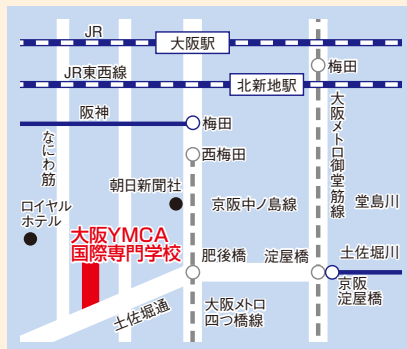 JR
大阪駅
梅田
JR東西線
北新地駅
阪神
梅田
西梅田
なにわ筋
大阪メトロ御堂筋線
朝日新聞社
京阪中ノ島線
堂島川
ロイヤル
ホテル
大阪YMCA
国際専門学校
肥後橋
淀屋橋
土佐堀川
京阪
淀屋橋
土佐堀通
大阪メトロ
四つ橋線